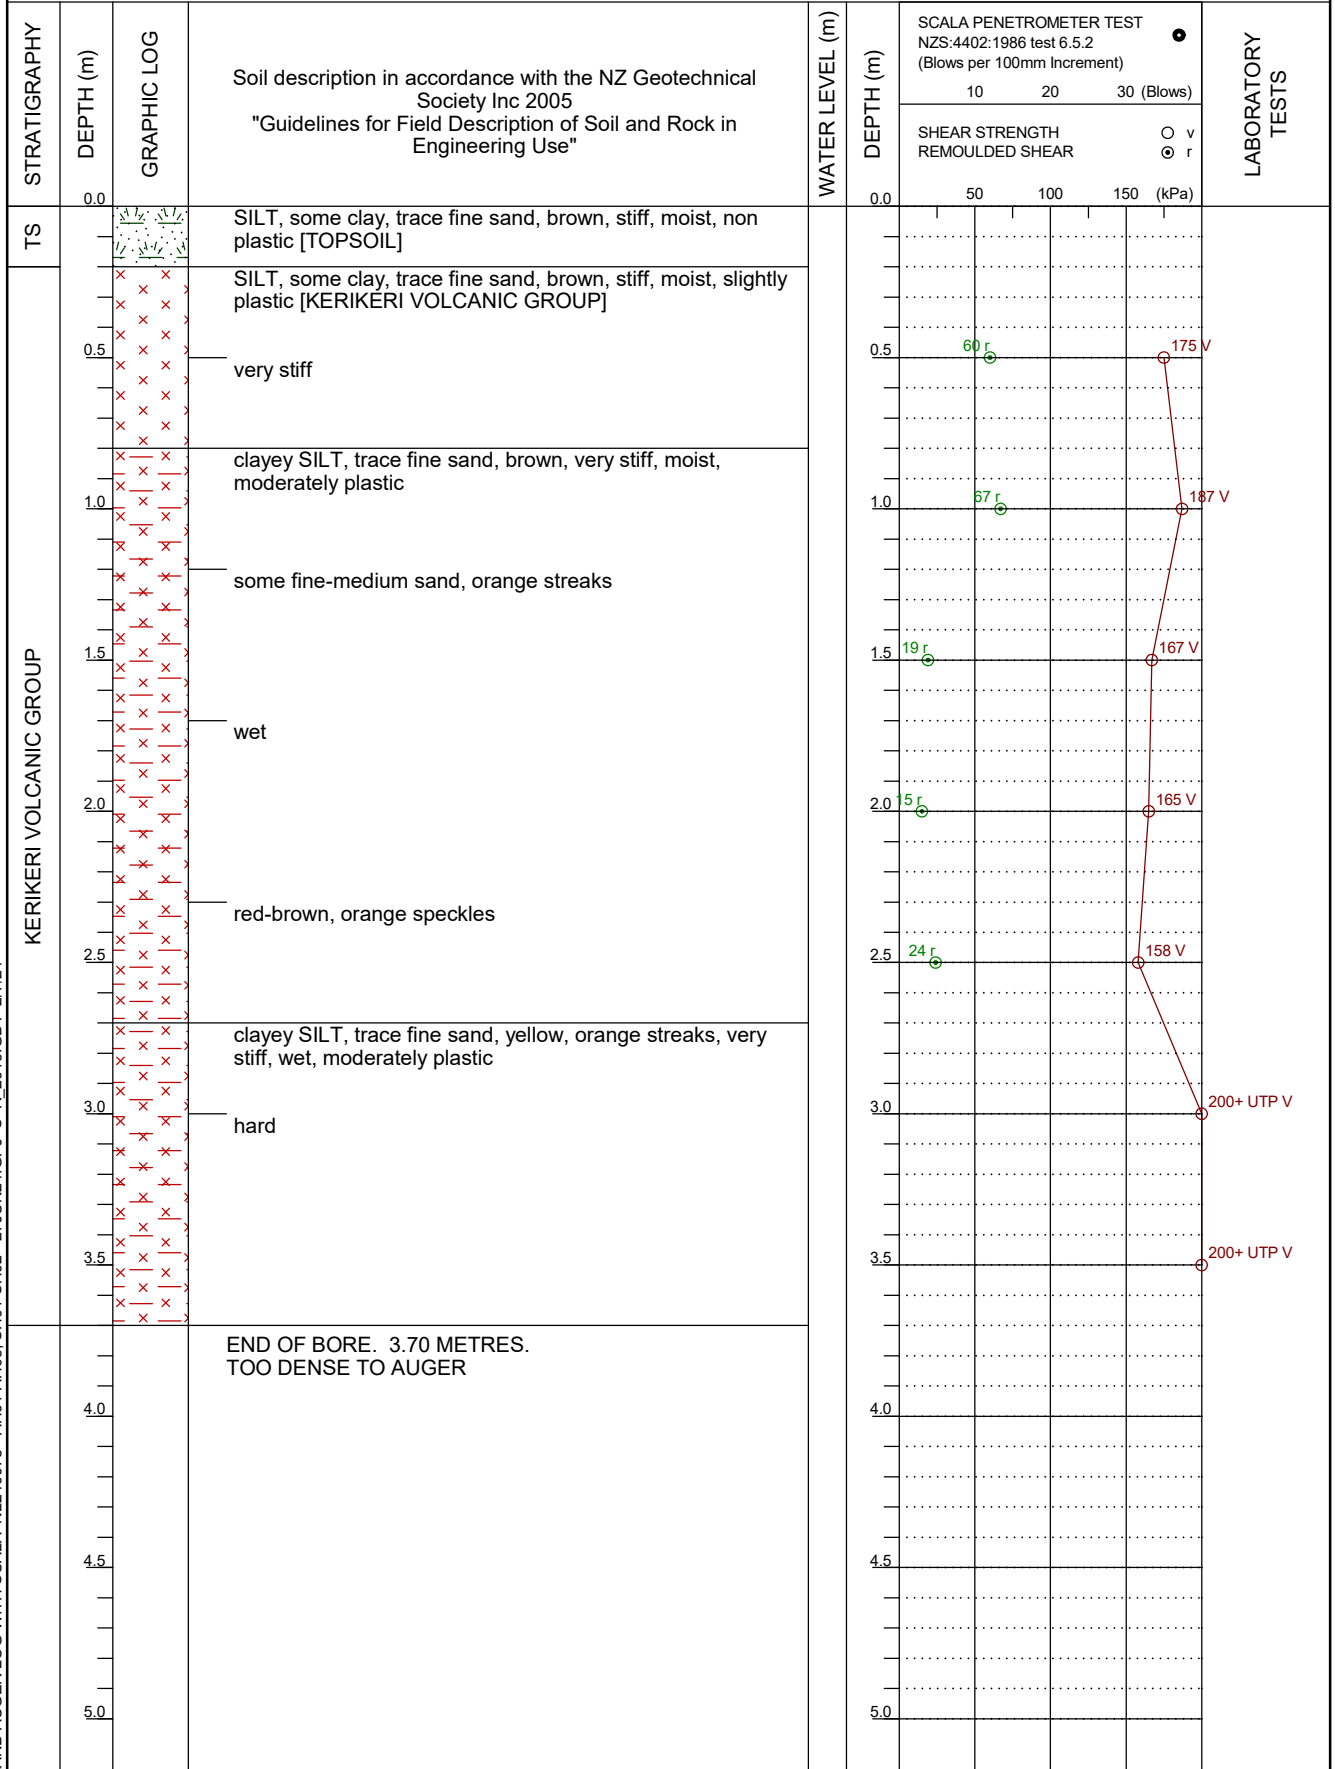 STRATIGRAPHY
DEPTH (m)
GRAPHIC LOG
Soil description in accordance with the NZ Geotechnical
Society Inc 2005
"Guidelines for Field Description of Soil and Rock in
Engineering Use"
WATER LEVEL (m)
DEPTH (m)
SCALA PENETROMETER TEST
NZS:4402:1986 test 6.5.2
(Blows per 100mm Increment)
10 20 30 (Blows)
SHEAR STRENGTH v
REMOULDED SHEAR r
50 100 150 (kPa)
LABORATORY
TESTS
0.0 0.0
TS
SILT, some clay, trace fine sand, brown, stiff, moist, non
plastic [TOPSOIL]
SILT, some clay, trace fine sand, brown, stiff, moist, slightly
plastic [KERIKERI VOLCANIC GROUP]
0.5 0.5 60 r 175 V
very stiff
clayey SILT, trace fine sand, brown, very stiff, moist,
moderately plastic
1.0 1.0 67 r 187 V
some fine-medium sand, orange streaks
KERIKERI VOLCANIC GROUP
1.5 1.5 19 r 167 V
wet
2.0 2.0 15 r 165 V
red-brown, orange speckles
2.5 2.5 24 r 158 V
clayey SILT, trace fine sand, yellow, orange streaks, very
stiff, wet, moderately plastic
3.0 3.0 200+ UTP V
hard
3.5 3.5 200+ UTP V
END OF BORE. 3.70 METRES.
TOO DENSE TO AUGER
4.0 4.0
4.5 4.5
5.0 5.0